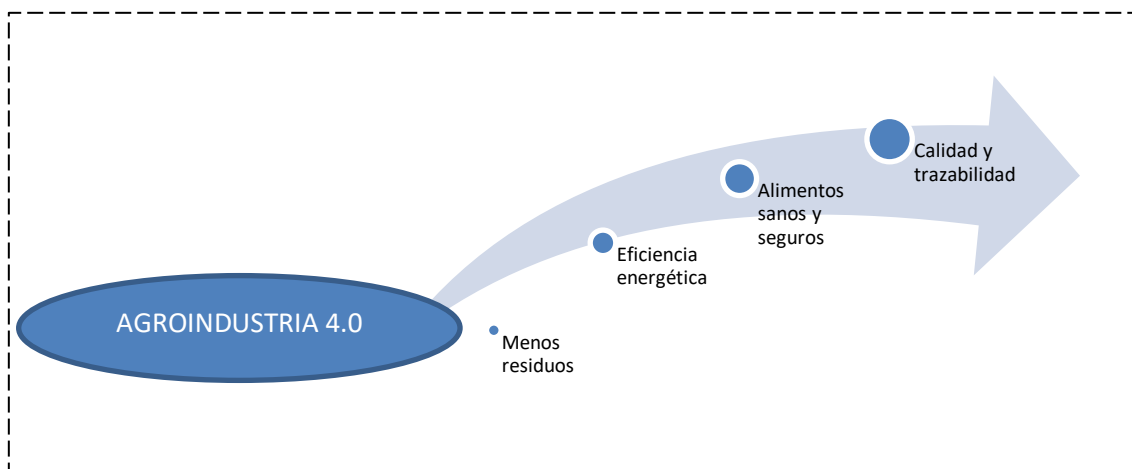 AGROINDUSTRIA 4.0
Menos
residuos
Eficiencia
energética
Alimentos
sanos y
seguros
Calidad y
trazabilidad